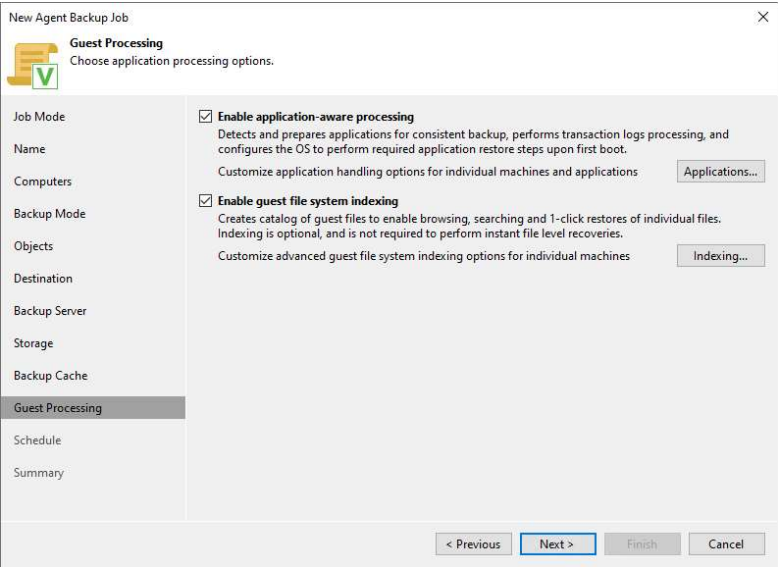 New Agent Backup Job
Guest Processing
Choose application processing options.
V
Job Mode
Name
Computers
Backup Mode
Objects
Destination
Backup Server
Storage
Backup Cache
Guest Processing
Schedule
Summary
Enable application-aware processing
Detects and prepares applications for consistent backup, performs transaction logs processing, and
configures the OS to perform required application restore steps upon first boot.
Customize application handling options for individual machines and applications
Applications...
Enable guest file system indexing
Creates catalog of guest files to enable browsing, searching and 1-click restores of individual files.
Indexing is optional, and is not required to perform instant file level recoveries.
Customize advanced guest file system indexing options for individual machines
Indexing...
< Previous
Next >
Finish
Cancel